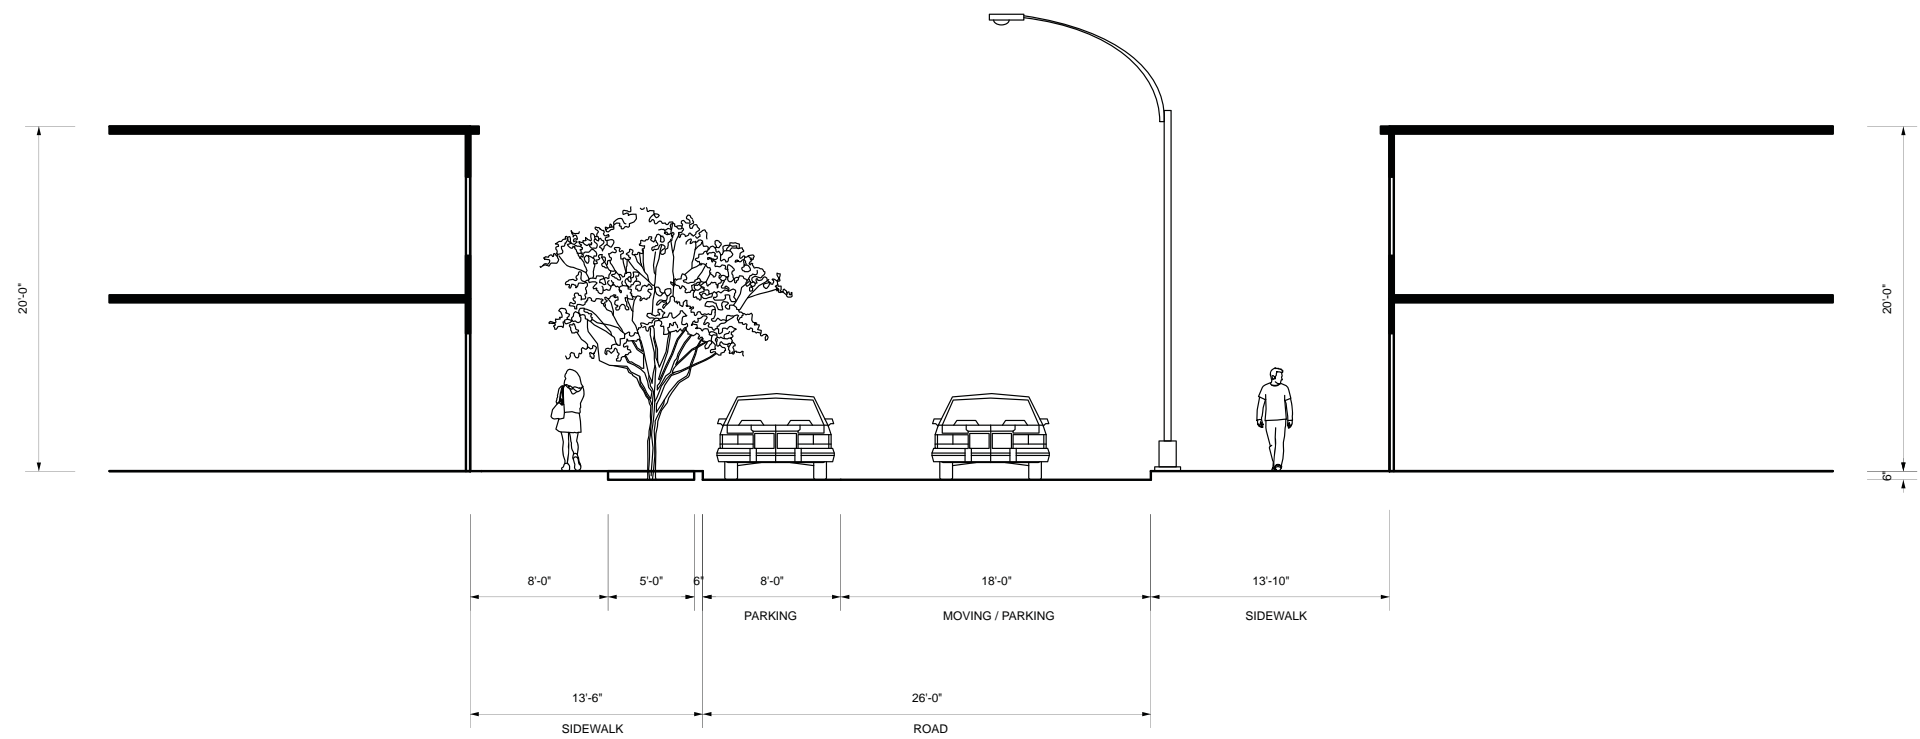 20'-0"
20'-0"
6"
8'-0"
5'-0"
6"
8'-0"
18'-0"
13'-10"
PARKING
MOVING / PARKING
SIDEWALK
13'-6"
26'-0"
SIDEWALK
ROAD